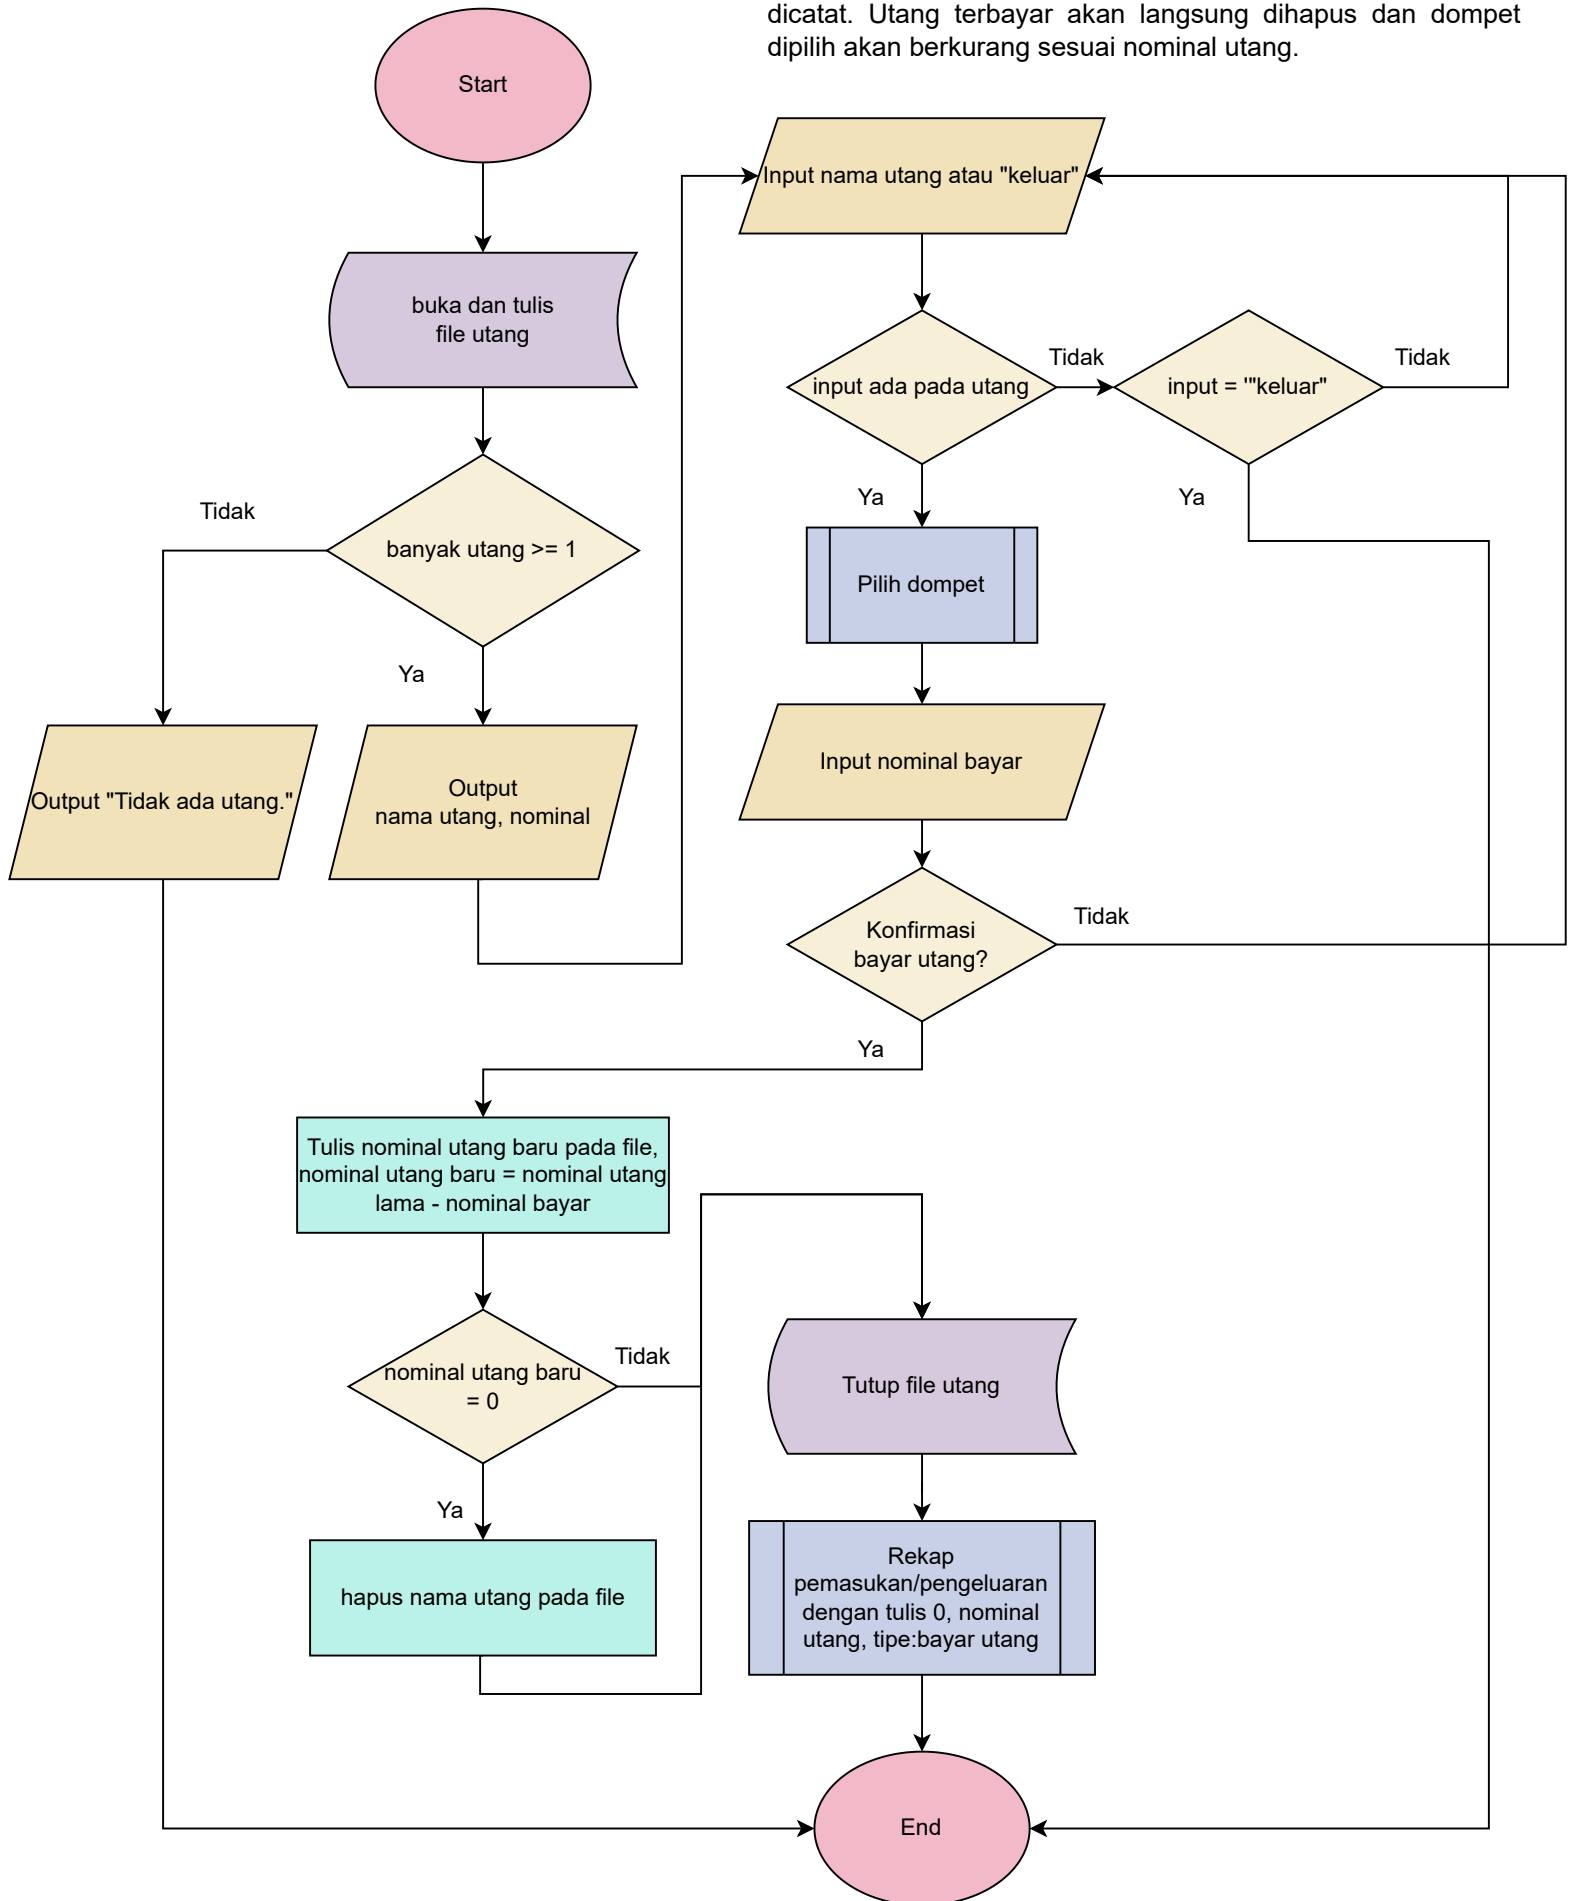 dicatat. Utang terbayar akan langsung dihapus dan dompet
dipilih akan berkurang sesuai nominal utang.
Start
buka dan tulis
file utang
banyak utang >= 1
Tidak
Ya
Output "Tidak ada utang."
Output
nama utang, nominal
Input nama utang atau "keluar"
input ada pada utang
Tidak
input = '"keluar"
Tidak
Ya
Ya
Pilih dompet
Input nominal bayar
Konfirmasi
bayar utang?
Tidak
Ya
Tulis nominal utang baru pada file,
nominal utang baru = nominal utang
lama - nominal bayar
nominal utang baru
= 0
Tidak
Ya
hapus nama utang pada file
Tutup file utang
Rekap
pemasukan/pengeluaran
dengan tulis 0, nominal
utang, tipe:bayar utang
End